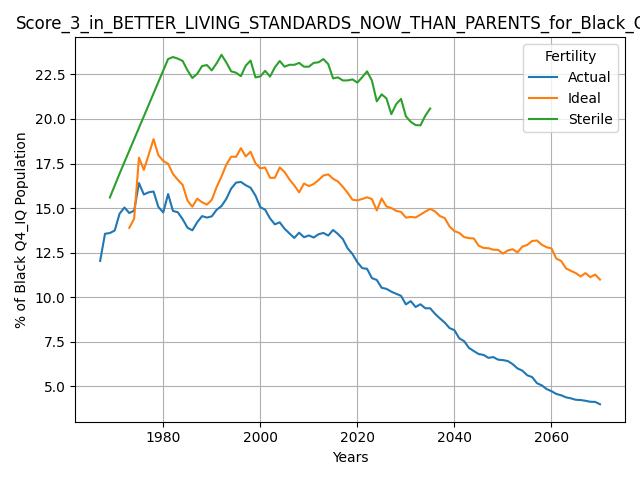 Score_3_in_BETTER_LIVING_STANDARDS_NOW_THAN_PARENTS_for_Black_
Fertility
Actual
Ideal
Sterile
% of Black Q4_IQ Population
22.5
20.0
17.5
15.0
12.5
10.0
7.5
5.0
1980
2000
2020
2040
2060
Years